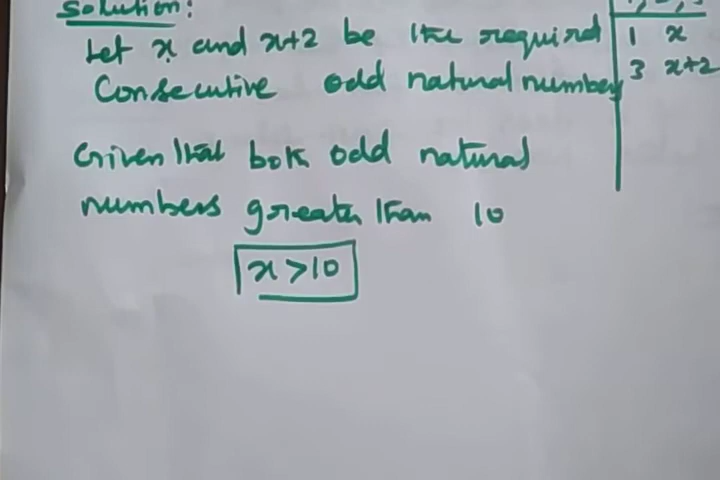 Solution:
Let x and x+2 be the required
Consecutive odd natural number
Given that both odd natural
numbers greater than 10
x>10
1 x
3 x+2